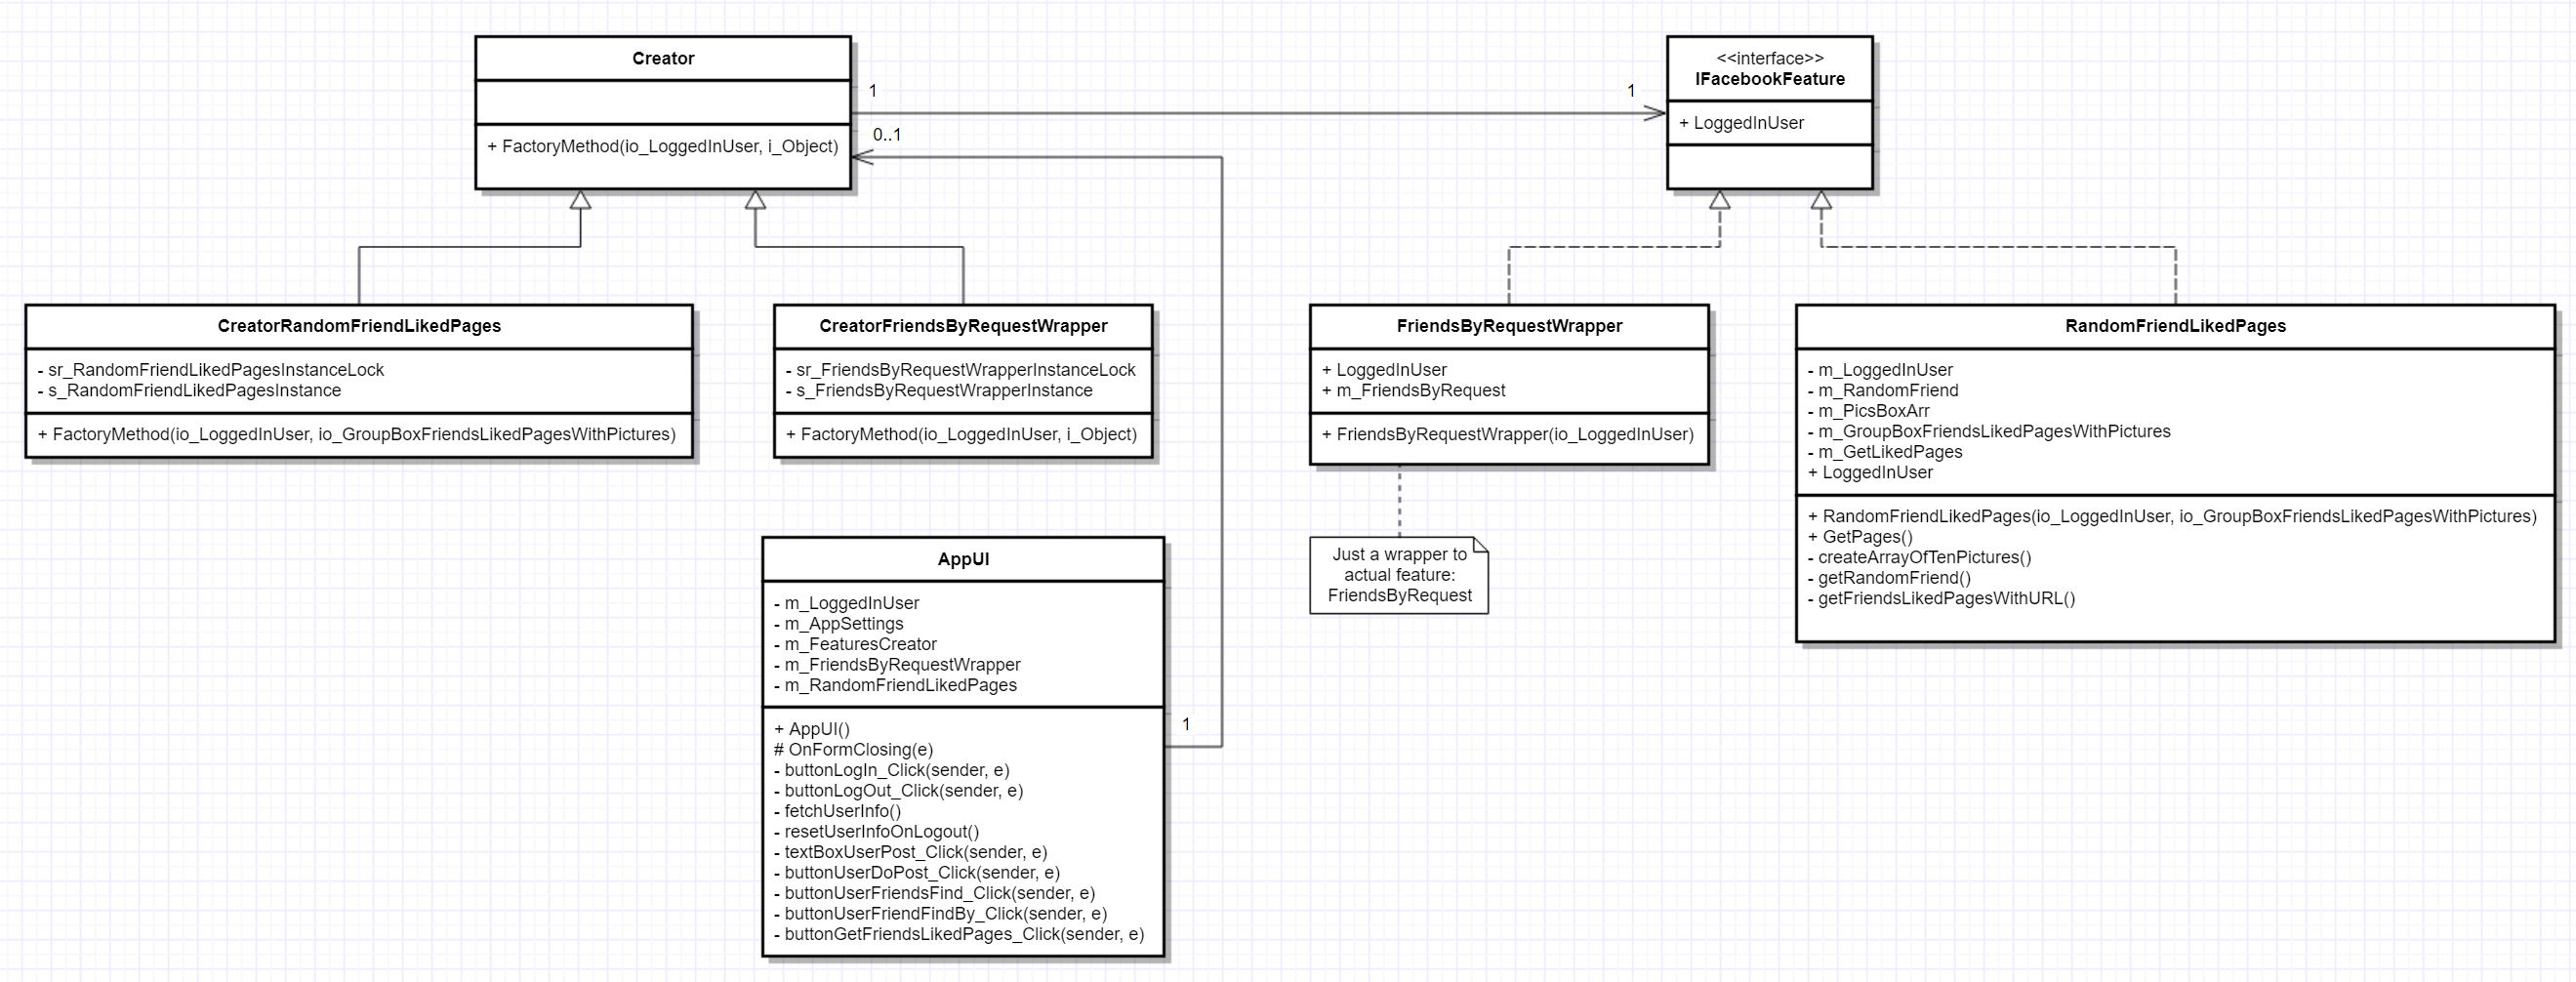 Creator
+ FactoryMethod(io_LoggedInUser, i_Object)
1
1
0..1
<<interface>>
IFacebookFeature
+ LoggedInUser
CreatorRandomFriendLikedPages
- sr_RandomFriendLikedPagesInstanceLock
- s_RandomFriendLikedPagesInstance
+ FactoryMethod(io_LoggedInUser, io_GroupBoxFriendsLikedPagesWithPictures)
CreatorFriendsByRequestWrapper
- sr_FriendsByRequestWrapperInstanceLock
- s_FriendsByRequestWrapperInstance
+ FactoryMethod(io_LoggedInUser, i_Object)
FriendsByRequestWrapper
+ LoggedInUser
+ m_FriendsByRequest
+ FriendsByRequestWrapper(io_LoggedInUser)
Just a wrapper to
actual feature:
FriendsByRequest
RandomFriendLikedPages
- m_LoggedInUser
- m_RandomFriend
- m_PicsBoxArr
- m_GroupBoxFriendsLikedPagesWithPictures
- m_GetLikedPages
+ LoggedInUser
+ RandomFriendLikedPages(io_LoggedInUser, io_GroupBoxFriendsLikedPagesWithPictures)
+ GetPages()
- createArrayOfTenPictures()
- getRandomFriend()
- getFriendsLikedPagesWithURL()
AppUI
- m_LoggedInUser
- m_AppSettings
- m_FeaturesCreator
- m_FriendsByRequestWrapper
- m_RandomFriendLikedPages
1
+ AppUI()
# OnFormClosing(e)
- buttonLogIn_Click(sender, e)
- buttonLogOut_Click(sender, e)
- fetchUserInfo()
- resetUserInfoOnLogout()
- textBoxUserPost_Click(sender, e)
- buttonUserDoPost_Click(sender, e)
- buttonUserFriendsFind_Click(sender, e)
- buttonUserFriendFindBy_Click(sender, e)
- buttonGetFriendsLikedPages_Click(sender, e)